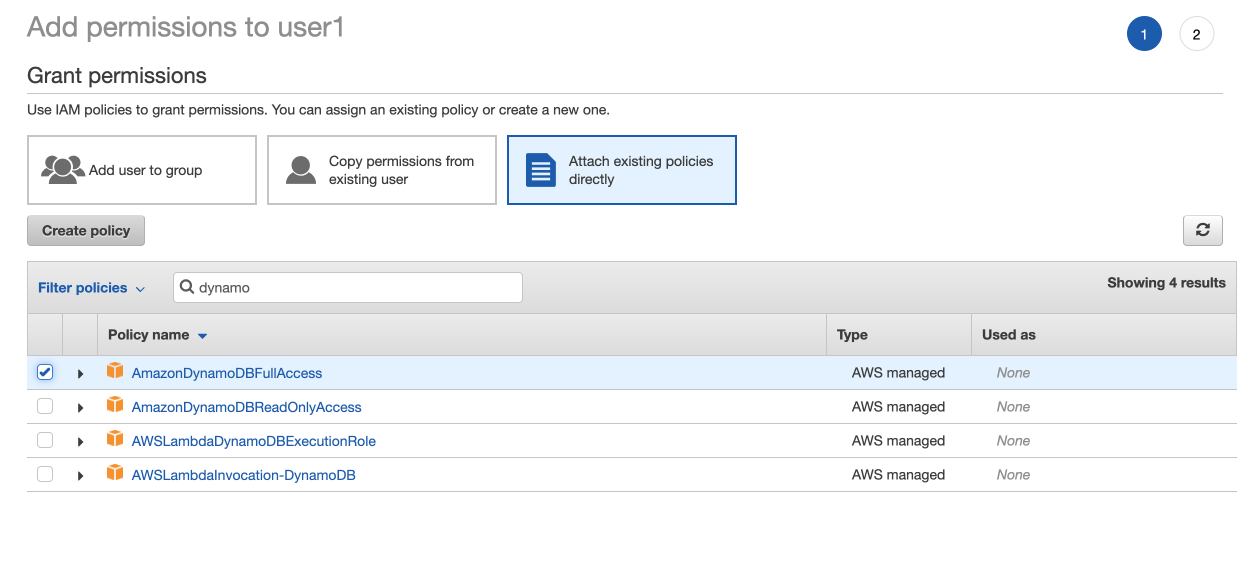 Add permissions to user1
1
2
Grant permissions
Use IAM policies to grant permissions. You can assign an existing policy or create a new one.
Add user to group
Copy permissions from
existing user
Attach existing policies
directly
Create policy
Filter policies
dynamo
Showing 4 results
Policy name Type Used as
AmazonDynamoDBFullAccess AWS managed None
AmazonDynamoDBReadOnlyAccess AWS managed None
AWSLambdaDynamoDBExecutionRole AWS managed None
AWSLambdaInvocation-DynamoDB AWS managed None